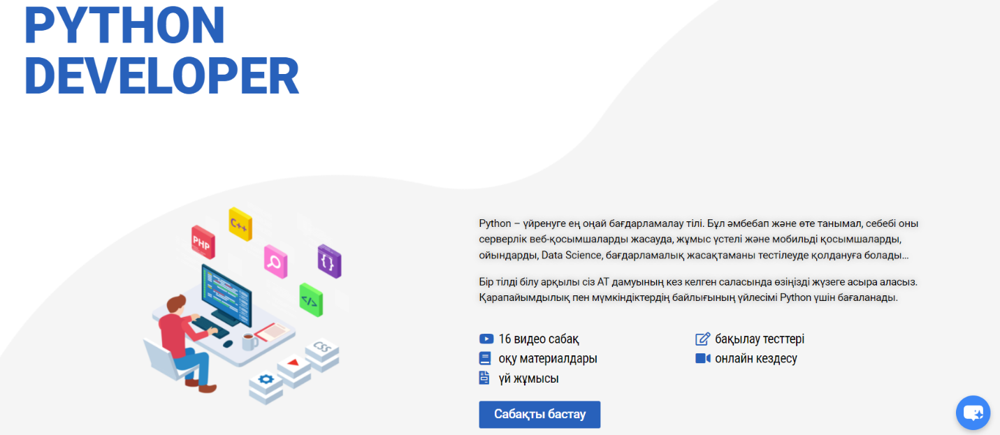 PYTHON
DEVELOPER
C++
PHP
{ }
</>
CSS
Python – үйренуге ең оңай бағдарламалау тілі. Бұл әмбебап және өте танымал, себебі оны
серверлік веб-қосымшаларды жасауда, жұмыс үстелі және мобильді қосымшаларды,
ойындарды, Data Science, бағдарламалық жасақтаманы тестілеуде қолдануға болады...
Бір тілді білу арқылы сіз АТ дамуының кез келген саласында өзіңізді жүзеге асыра аласыз.
Қарапайымдылық пен мүмкіндіктердің байлығының үйлесімі Python үшін бағаланады.
16 видео сабақ
оқу материалдары
үй жұмысы
бақылау тесттері
онлайн кездесу
Сабақты бастау